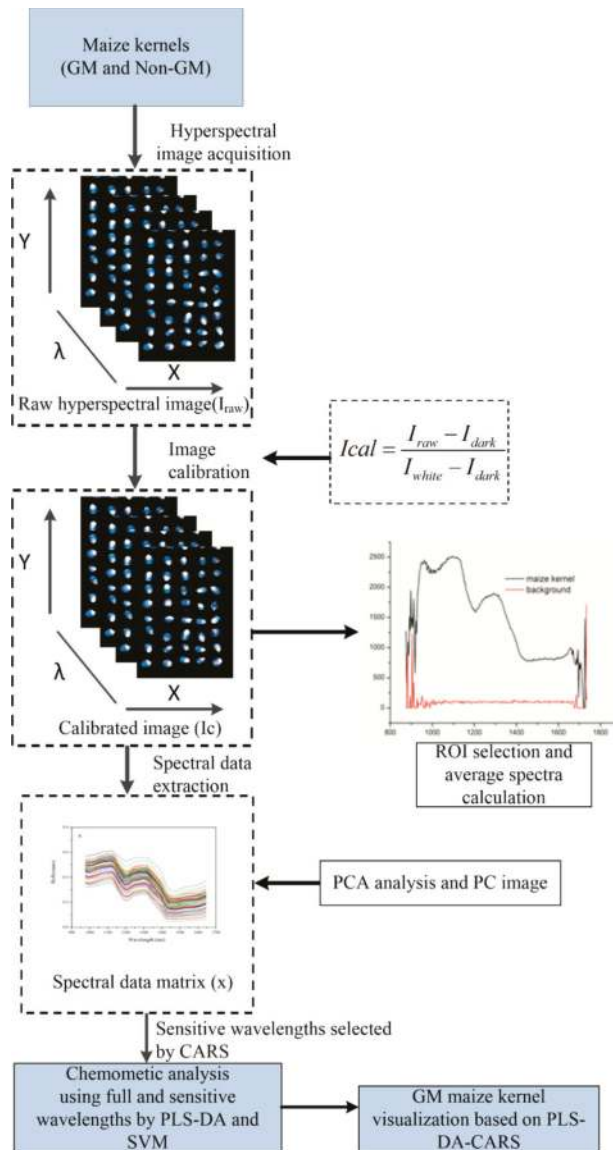 Maize kernels
(GM and Non-GM)
Hyperspectral
image acquisition
Y
λ
X
Raw hyperspectral image(Iraw)
Image
calibration
Ical = (Iraw − Idark) / (Iwhite − Idark)
Y
λ
X
Calibrated image (Ic)
2500
2000
1500
1000
500
0
800
1000
1200
1400
1600
1800
maize kernel
background
ROI selection and
average spectra
calculation
Spectral data
extraction
Spectral data matrix (x)
PCA analysis and PC image
Sensitive wavelengths selected
by CARS
Chemometic analysis
using full and sensitive
wavelengths by PLS-DA and
SVM
GM maize kernel
visualization based on PLS-
DA-CARS